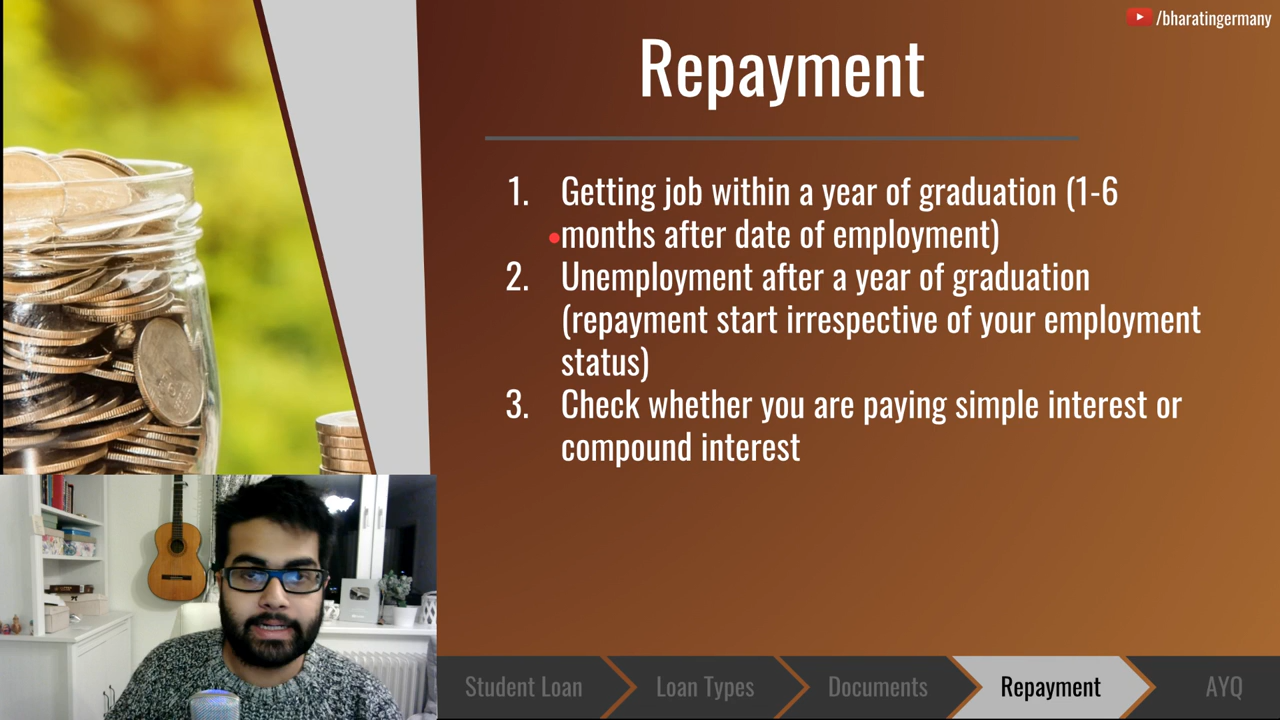 /bharatingermany
Repayment
1. Getting job within a year of graduation (1-6
months after date of employment)
2. Unemployment after a year of graduation
(repayment start irrespective of your employment
status)
3. Check whether you are paying simple interest or
compound interest
Student Loan
Loan Types
Documents
Repayment
AYQ